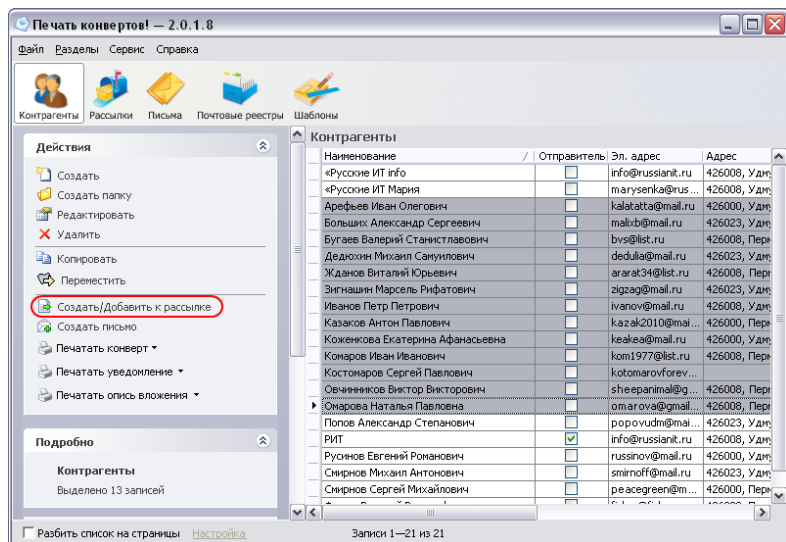 Печать конвертов! — 2.0.1.8
Файл Разделы Сервис Справка
Контрагенты Рассылки Письма Почтовые реестры Шаблоны
Действия
Создать
Создать папку
Редактировать
Удалить
Копировать
Переместить
Создать/Добавить к рассылке
Создать письмо
Печатать конверт
Печатать уведомление
Печатать опись вложения
Подробно
Контрагенты
Выделено 13 записей
Контрагенты
Наименование / Отправитель Эл. адрес Адрес
«Русские ИТ info info@russianit.ru 426008, Удм
«Русские ИТ Мария marysenka@rus... 426008, Удм
Арефьев Иван Олегович kalatatta@mail.ru 426000, Удм
Больших Александр Сергеевич malixb@mail.ru 426023, Удм
Бугаев Валерий Станистлавович bvs@list.ru 426008, Перм
Дедюхин Михаил Самуилович dedulia@mail.ru 426023, Удм
Жданов Виталий Юрьевич ararat34@list.ru 426008, Перм
Зигнашин Марсель Рифатович zigzag@mail.ru 426023, Удм
Иванов Петр Петрович ivanov@mail.ru 426008, Удм
Казаков Антон Павлович kazak2010@mai... 426000, Перм
Коженкова Екатерина Афанасьевна keakea@mail.ru 426000, Удм
Комаров Иван Иванович kom1977@list.ru 426008, Перм
Костомаров Сергей Павлович kotomarovforev...
Овчинников Виктор Викторович sheepanimal@g... 426008, Перм
Омарова Наталья Павловна omarova@gmail... 426008, Перм
Попов Александр Степанович popovudm@mai... 426023, Удм
РИТ info@russianit.ru 426008, Удм
Русинов Евгений Романович russinov@mail.ru 426000, Удм
Смирнов Михаил Антонович smirnoff@mail.ru 426023, Удм
Смирнов Сергей Михайлович peacegreen@m... 426000, Перм
Разбить список на страницы Настройка Записи 1—21 из 21